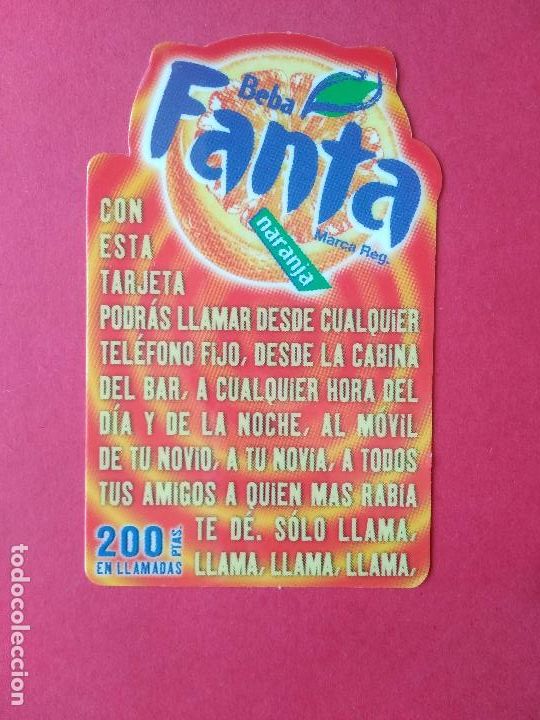 Beba
Fanta
naranja
Marca Reg.
CON
ESTA
TARJETA
PODRÁS LLAMAR DESDE CUALQUIER
TELÉFONO FIJO, DESDE LA CABINA
DEL BAR, A CUALQUIER HORA DEL
DÍA Y DE LA NOCHE, AL MOVIL
DE TU NOVIO, A TU NOVIA, A TODOS
TUS AMIGOS A QUIEN MAS RABIA
TE DÉ. SÓLO LLAMA,
LLAMA, LLAMA, LLAMA,
200 PTAS.
EN LLAMADAS
todocoleccion.net